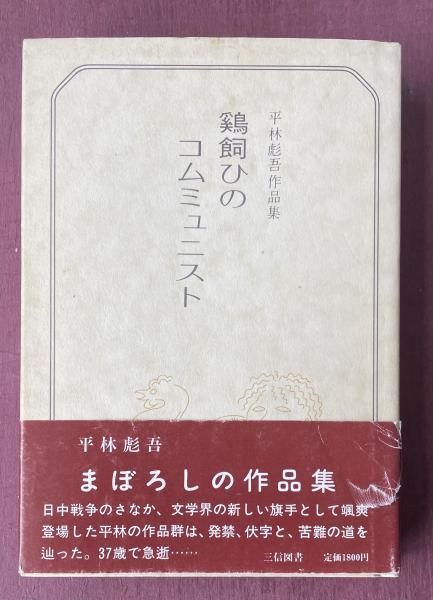 平林彪吾作品集
鷄飼ひの
コムミュニスト
平林彪吾
まぼろしの作品集
日中戦争のさなか、文学界の新しい旗手として颯爽
登場した平林の作品群は、発禁、伏字と、苦難の道を
辿った。37歳で急逝……
三信図書 定価1800円